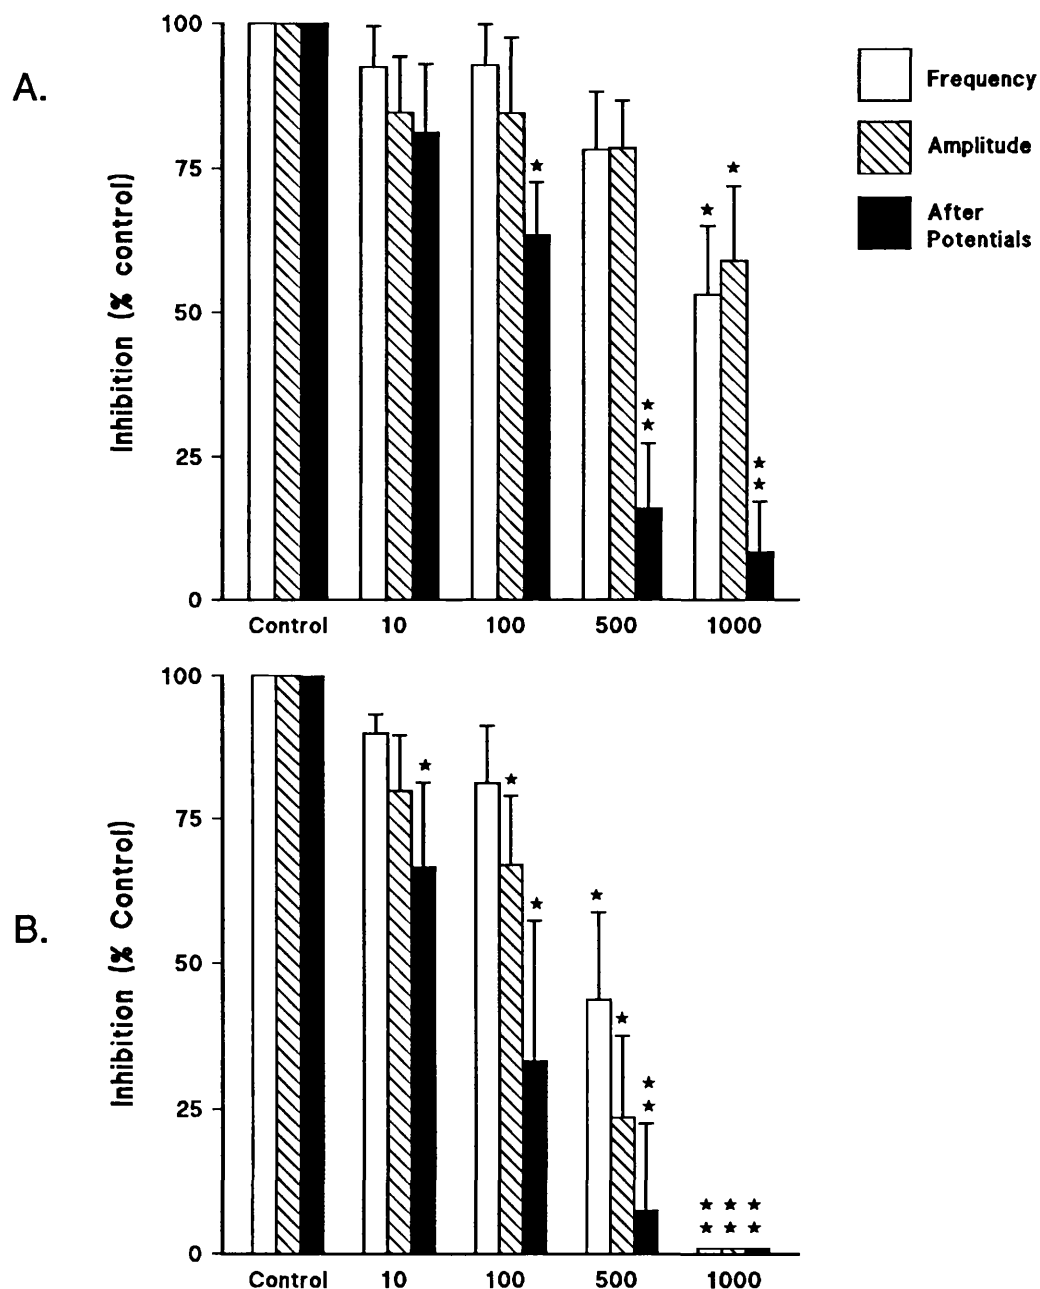 A.
Inhibition (% control)
100
75
50
25
0
Control 10 100 500 1000
Frequency
Amplitude
After
Potentials
★
★
★
★
★
★
★
★
B.
Inhibition (% Control)
100
75
50
25
0
Control 10 100 500 1000
★
★
★
★
★
★
★
★ ★ ★
★ ★ ★